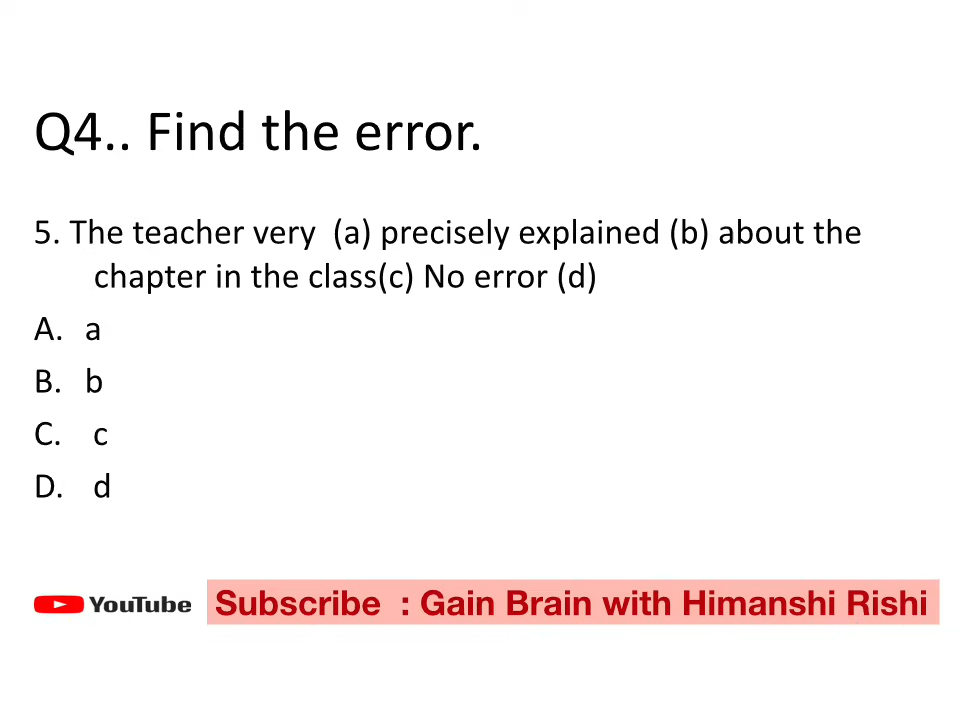 Q4.. Find the error.
5. The teacher very  (a) precisely explained (b) about the
chapter in the class(c) No error (d)
A. a
B. b
C. c
D. d
YouTube Subscribe : Gain Brain with Himanshi Rishi